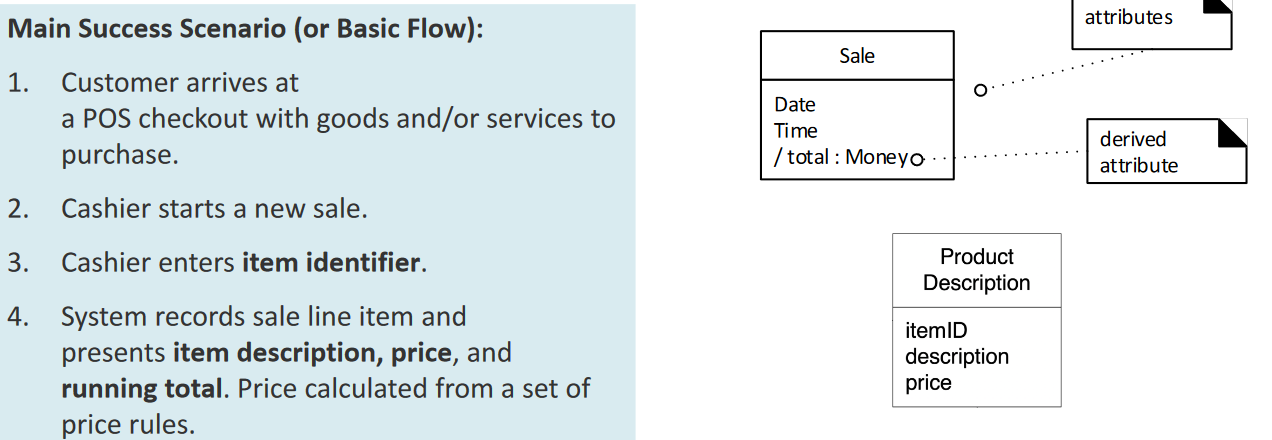 Main Success Scenario (or Basic Flow):
1. Customer arrives at
a POS checkout with goods and/or services to
purchase.
2. Cashier starts a new sale.
3. Cashier enters item identifier.
4. System records sale line item and
presents item description, price, and
running total. Price calculated from a set of
price rules.
attributes
Sale
Date
Time
/ total : Money
derived
attribute
Product
Description
itemID
description
price